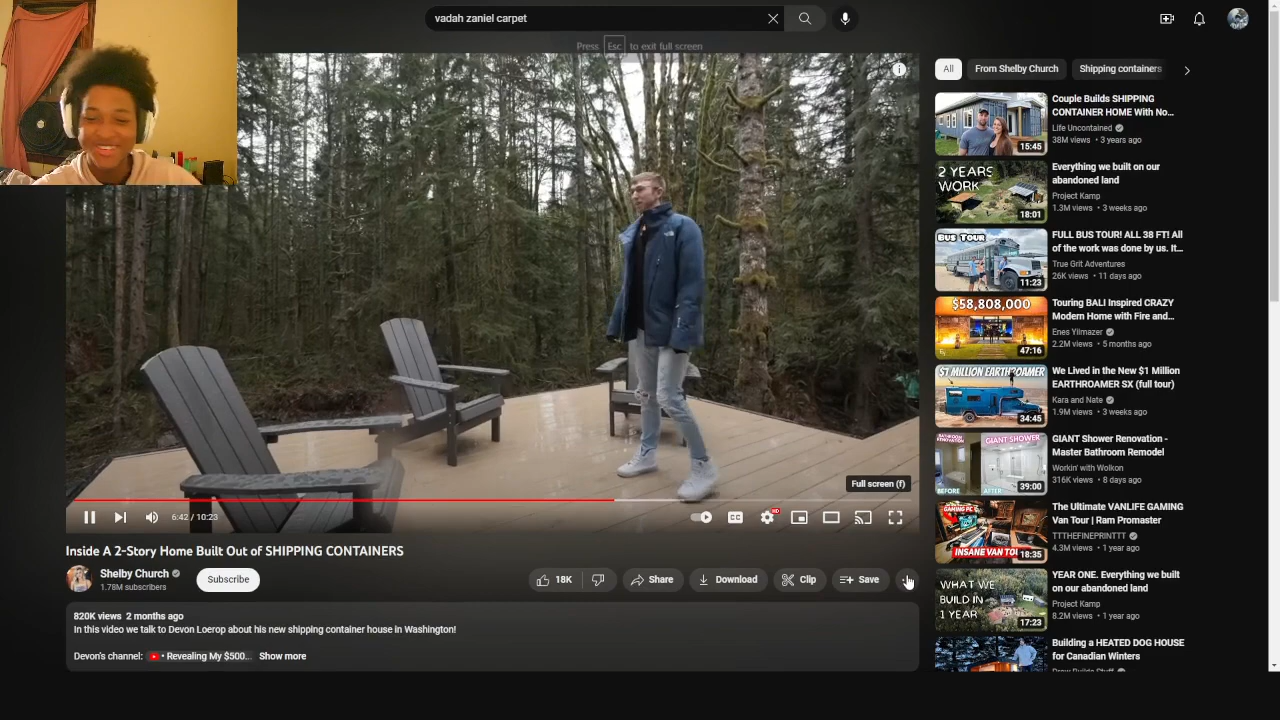 vadah zaniel carpet
Press Esc to exit full screen
Full screen (f)
6:42 / 10:23
CC
HD
Inside A 2-Story Home Built Out of SHIPPING CONTAINERS
Shelby Church
1.78M subscribers
Subscribe
18K
Share
Download
Clip
Save
820K views 2 months ago
In this video we talk to Devon Loerop about his new shipping container house in Washington!
Devon's channel: • Revealing My $500... Show more
All
From Shelby Church
Shipping containers
15:45
Couple Builds SHIPPING
CONTAINER HOME With No...
Life Uncontained
38M views • 3 years ago
2 YEARS
WORK
18:01
Everything we built on our
abandoned land
Project Kamp
1.3M views • 3 weeks ago
BUS TOUR
11:23
FULL BUS TOUR! ALL 38 FT! All
of the work was done by us. It...
True Grit Adventures
26K views • 11 days ago
$58,808,000
47:16
Touring BALI Inspired CRAZY
Modern Home with Fire and...
Enes Yilmazer
2.2M views • 5 months ago
$1 MILLION EARTHROAMER
34:45
We Lived in the New $1 Million
EARTHROAMER SX (full tour)
Kara and Nate
1.9M views • 3 weeks ago
BATHROOM
RENOVATION
GIANT SHOWER
BEFORE
AFTER
39:00
GIANT Shower Renovation -
Master Bathroom Remodel
Workin' with Wolkon
316K views • 8 days ago
GAMING PC
INSANE VAN TOU
18:35
The Ultimate VANLIFE GAMING
Van Tour | Ram Promaster
TTTHEFINEPRINTTT
4.3M views • 1 year ago
WHAT WE
BUILD IN
1 YEAR
17:23
YEAR ONE. Everything we built
on our abandoned land
Project Kamp
8.2M views • 1 year ago
Building a HEATED DOG HOUSE
for Canadian Winters